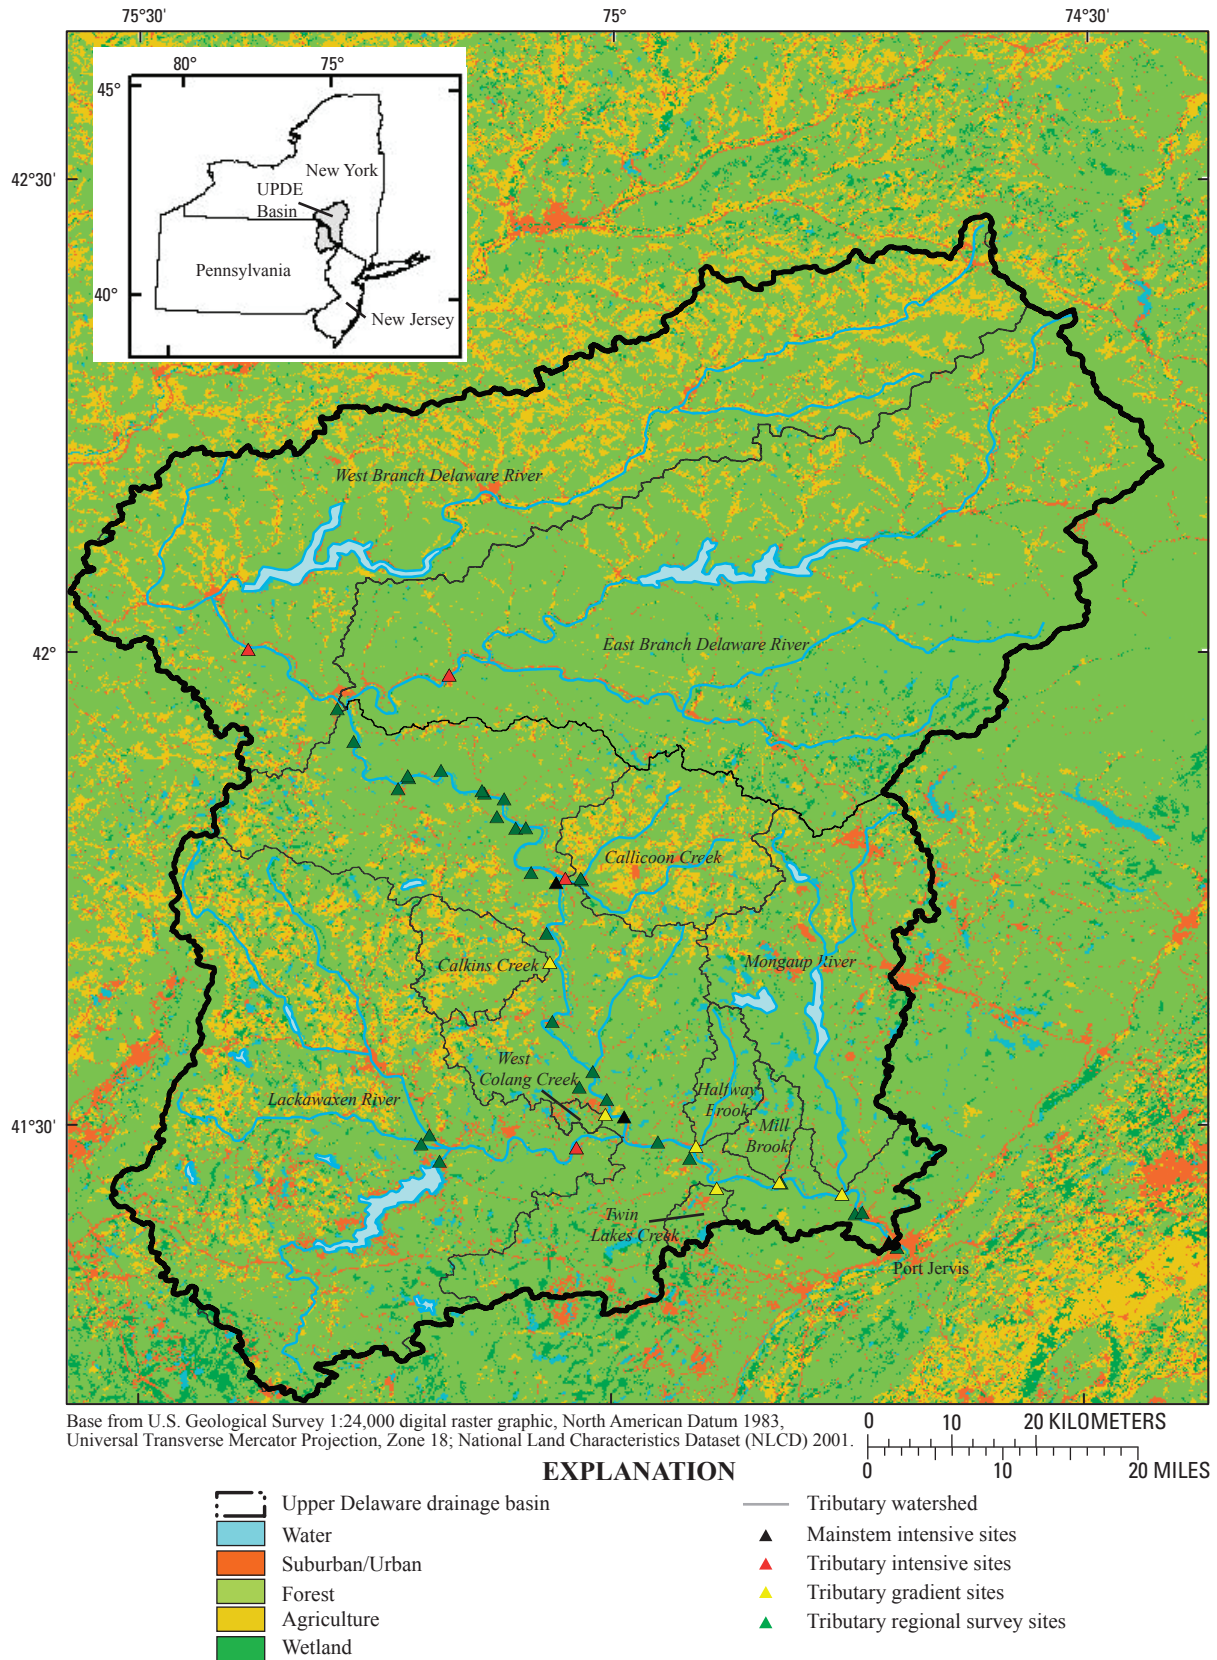 75°30'
75°
74°30'
80°
75°
45°
New York
UPDE
Basin
Pennsylvania
40°
New Jersey
42°30'
West Branch Delaware River
42°
East Branch Delaware River
Callicoon Creek
Calkins Creek
Mongaup River
West
Colang Creek
Lackawaxen River
Halfway
Brook
Mill
Brook
41°30'
Twin
Lakes Creek
Port Jervis
Base from U.S. Geological Survey 1:24,000 digital raster graphic, North American Datum 1983,
Universal Transverse Mercator Projection, Zone 18; National Land Characteristics Dataset (NLCD) 2001.
0 10 20 KILOMETERS
0 10 20 MILES
EXPLANATION
Upper Delaware drainage basin
Water
Suburban/Urban
Forest
Agriculture
Wetland
Tributary watershed
Mainstem intensive sites
Tributary intensive sites
Tributary gradient sites
Tributary regional survey sites